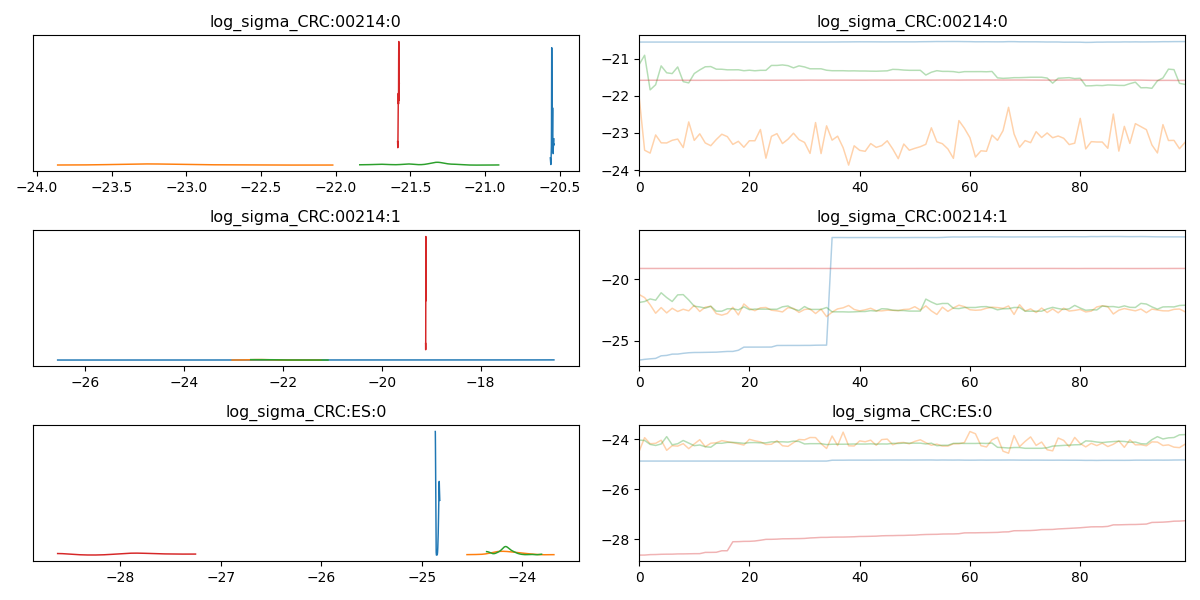 log_sigma_CRC:00214:0
−24.0 −23.5 −23.0 −22.5 −22.0 −21.5 −21.0 −20.5
log_sigma_CRC:00214:0
−21
−22
−23
−24
0 20 40 60 80
log_sigma_CRC:00214:1
−26 −24 −22 −20 −18
log_sigma_CRC:00214:1
−20
−25
0 20 40 60 80
log_sigma_CRC:ES:0
−28 −27 −26 −25 −24
log_sigma_CRC:ES:0
−24
−26
−28
0 20 40 60 80